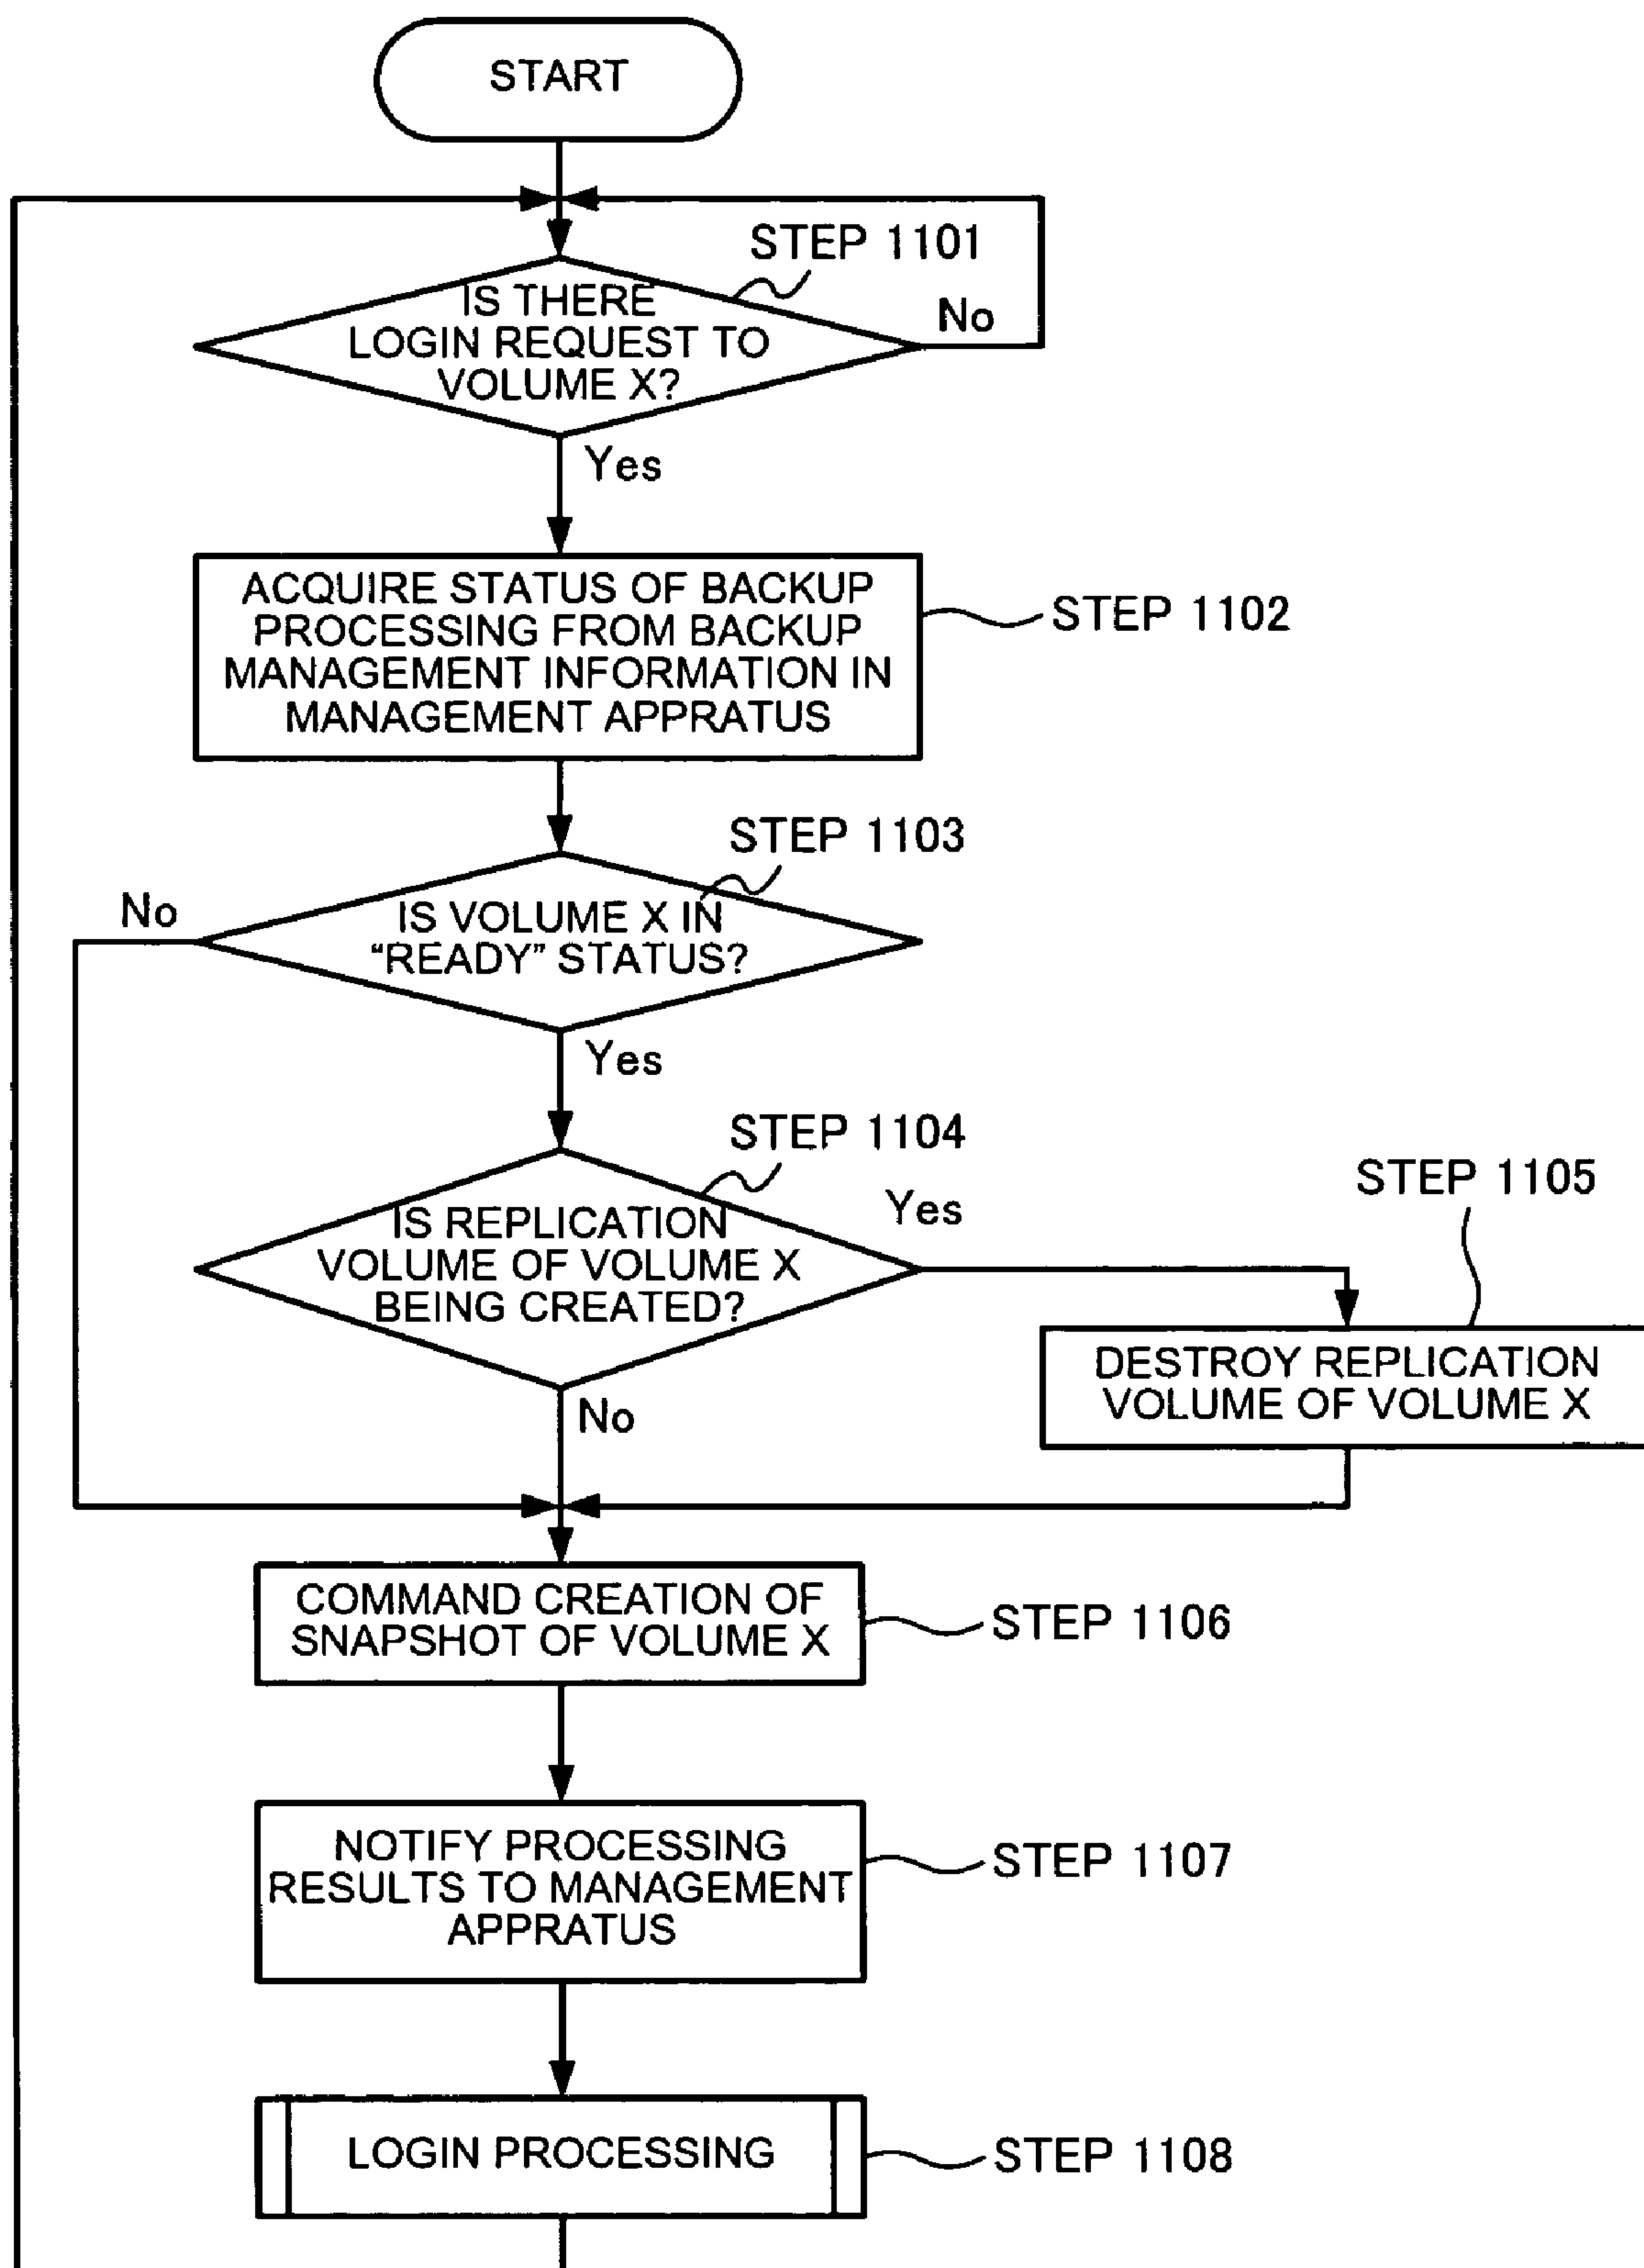 START
STEP 1101
IS THERE
LOGIN REQUEST TO
VOLUME X?
No
Yes
ACQUIRE STATUS OF BACKUP
PROCESSING FROM BACKUP
MANAGEMENT INFORMATION IN
MANAGEMENT APPRATUS
STEP 1102
STEP 1103
No
IS VOLUME X IN
“READY” STATUS?
Yes
STEP 1104
IS REPLICATION
VOLUME OF VOLUME X
BEING CREATED?
Yes
STEP 1105
DESTROY REPLICATION
VOLUME OF VOLUME X
No
COMMAND CREATION OF
SNAPSHOT OF VOLUME X
STEP 1106
NOTIFY PROCESSING
RESULTS TO MANAGEMENT
APPRATUS
STEP 1107
LOGIN PROCESSING
STEP 1108